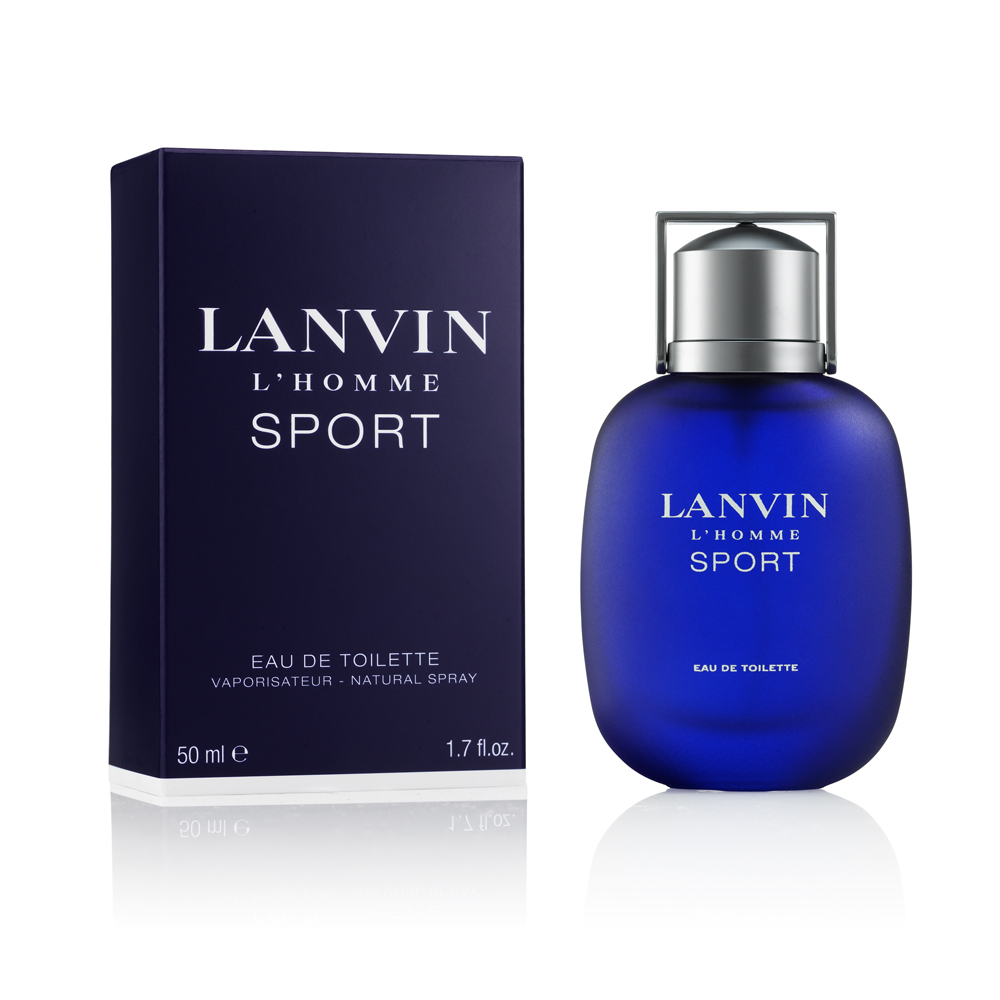 LANVIN
L'HOMME
SPORT
EAU DE TOILETTE
VAPORISATEUR - NATURAL SPRAY
50 ml ℮
1.7 fl.oz.
LANVIN
L'HOMME
SPORT
EAU DE TOILETTE